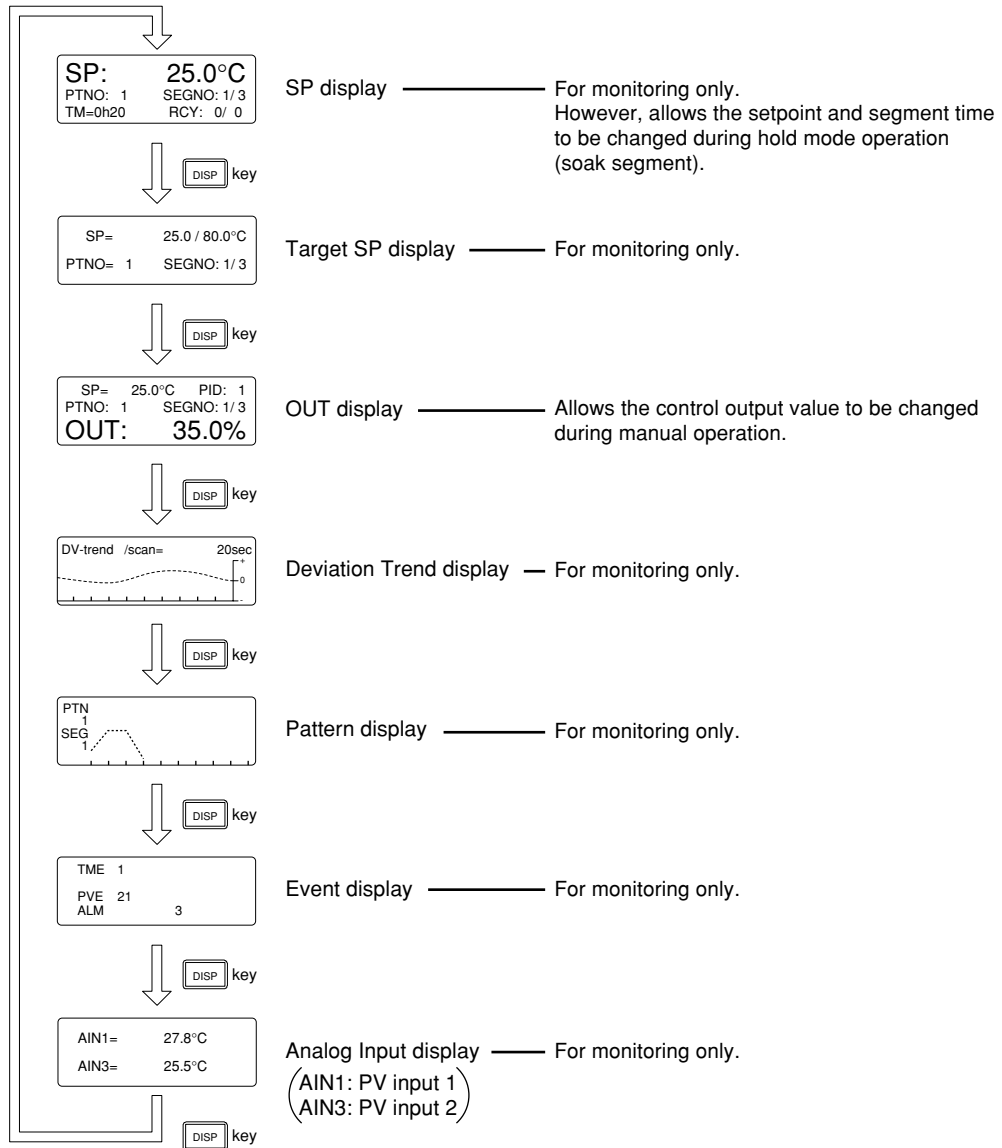 SP: 25.0°C
PTNO: 1 SEGNO: 1/ 3
TM=0h20 RCY: 0/ 0
SP display
For monitoring only.
However, allows the setpoint and segment time
to be changed during hold mode operation
(soak segment).
DISP key
SP= 25.0 / 80.0°C
PTNO= 1 SEGNO: 1/ 3
Target SP display
For monitoring only.
DISP key
SP= 25.0°C PID: 1
PTNO: 1 SEGNO: 1/ 3
OUT: 35.0%
OUT display
Allows the control output value to be changed
during manual operation.
DISP key
DV-trend /scan= 20sec
+
0
-
Deviation Trend display
For monitoring only.
DISP key
PTN
1
SEG
1
Pattern display
For monitoring only.
DISP key
TME 1
PVE 21
ALM 3
Event display
For monitoring only.
DISP key
AIN1= 27.8°C
AIN3= 25.5°C
Analog Input display
For monitoring only.
(AIN1: PV input 1)
(AIN3: PV input 2)
DISP key